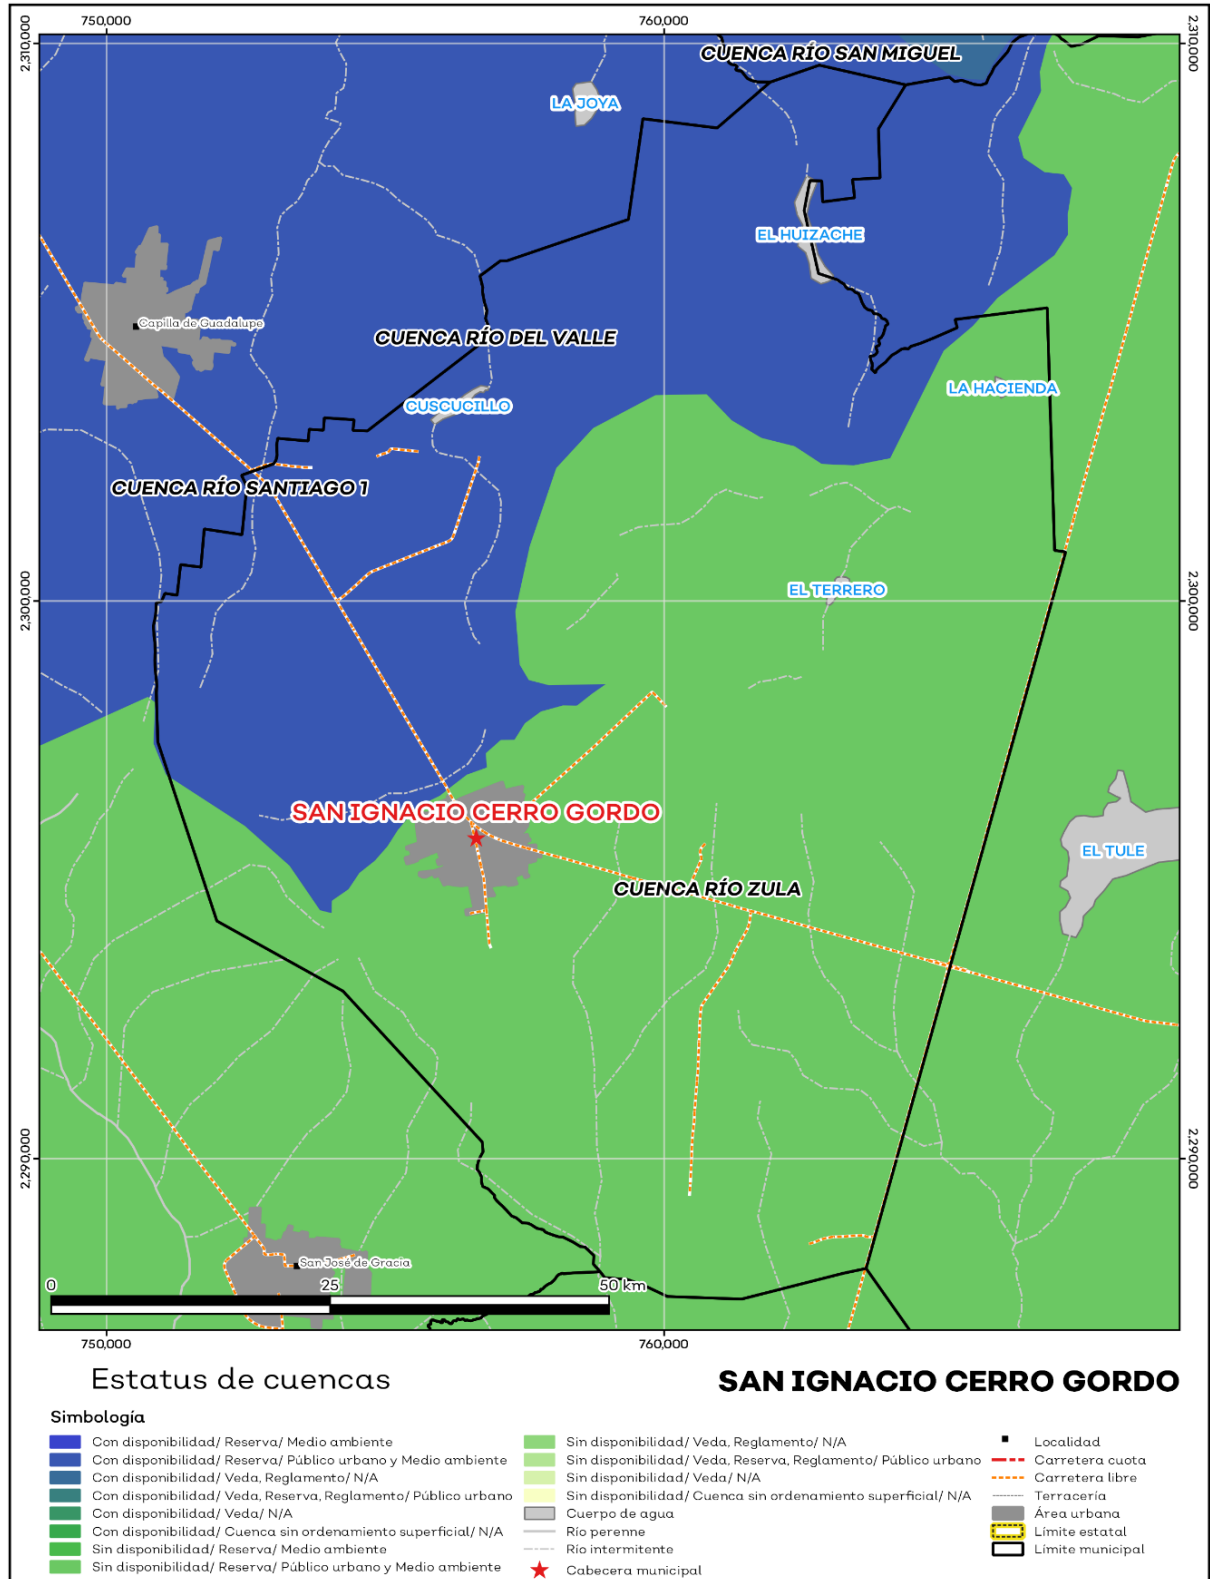 750,000
760,000
2,310,000
2,310,000
CUENCA RÍO SAN MIGUEL
LA JOYA
EL HUIZACHE
Capilla de Guadalupe
CUENCA RÍO DEL VALLE
LA HACIENDA
CUSCUCILLO
CUENCA RÍO SANTIAGO 1
EL TERRERO
2,300,000
2,300,000
SAN IGNACIO CERRO GORDO
EL TULE
CUENCA RÍO ZULA
2,290,000
2,290,000
San José de Gracia
0
25
50 km
750,000
760,000
Estatus de cuencas
SAN IGNACIO CERRO GORDO
Simbología
Con disponibilidad/ Reserva/ Medio ambiente
Con disponibilidad/ Reserva/ Público urbano y Medio ambiente
Con disponibilidad/ Veda, Reglamento/ N/A
Con disponibilidad/ Veda, Reserva, Reglamento/ Público urbano
Con disponibilidad/ Veda/ N/A
Con disponibilidad/ Cuenca sin ordenamiento superficial/ N/A
Sin disponibilidad/ Reserva/ Medio ambiente
Sin disponibilidad/ Reserva/ Público urbano y Medio ambiente
Sin disponibilidad/ Veda, Reglamento/ N/A
Sin disponibilidad/ Veda, Reserva, Reglamento/ Público urbano
Sin disponibilidad/ Veda/ N/A
Sin disponibilidad/ Cuenca sin ordenamiento superficial/ N/A
Cuerpo de agua
Río perenne
Río intermitente
Cabecera municipal
Localidad
Carretera cuota
Carretera libre
Terracería
Área urbana
Límite estatal
Límite municipal